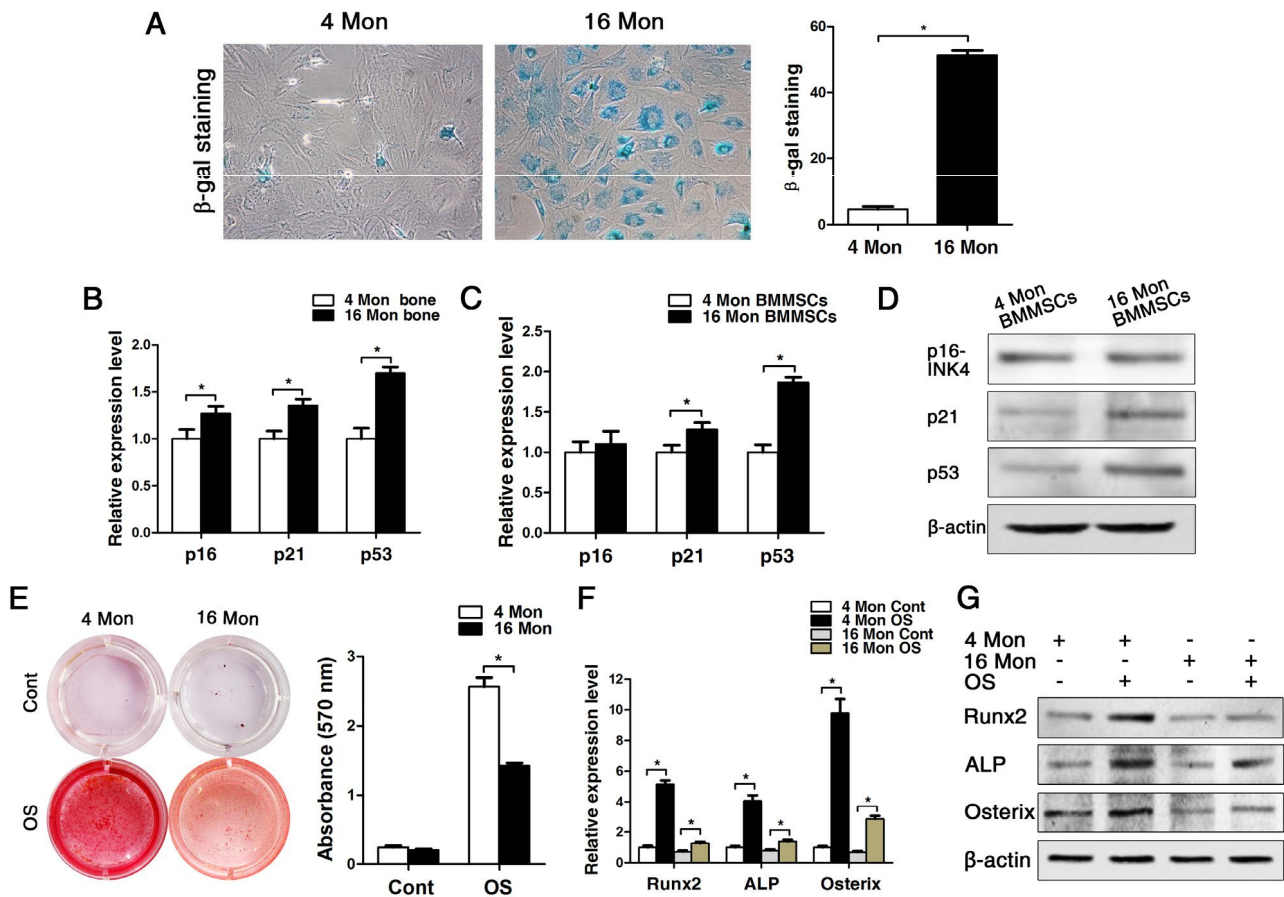 A
4 Mon
16 Mon
β-gal staining
β -gal staining
60
40
20
0
*
4 Mon
16 Mon
B
4 Mon bone
16 Mon bone
Relative expression level
2.0
1.5
1.0
0.5
0.0
*
*
*
p16
p21
p53
C
4 Mon BMMSCs
16 Mon BMMSCs
Relative expression level
2.5
2.0
1.5
1.0
0.5
0.0
*
*
p16
p21
p53
D
4 Mon
BMMSCs
16 Mon
BMMSCs
p16-
INK4
p21
p53
β-actin
E
4 Mon
16 Mon
Cont
OS
4 Mon
16 Mon
Absorbance (570 nm)
3
2
1
0
*
Cont
OS
F
4 Mon Cont
4 Mon OS
16 Mon Cont
16 Mon OS
Relative expression level
12
10
8
6
4
2
0
*
*
*
*
*
*
Runx2
ALP
Osterix
G
4 Mon + + - -
16 Mon - - + +
OS - + - +
Runx2
ALP
Osterix
β-actin